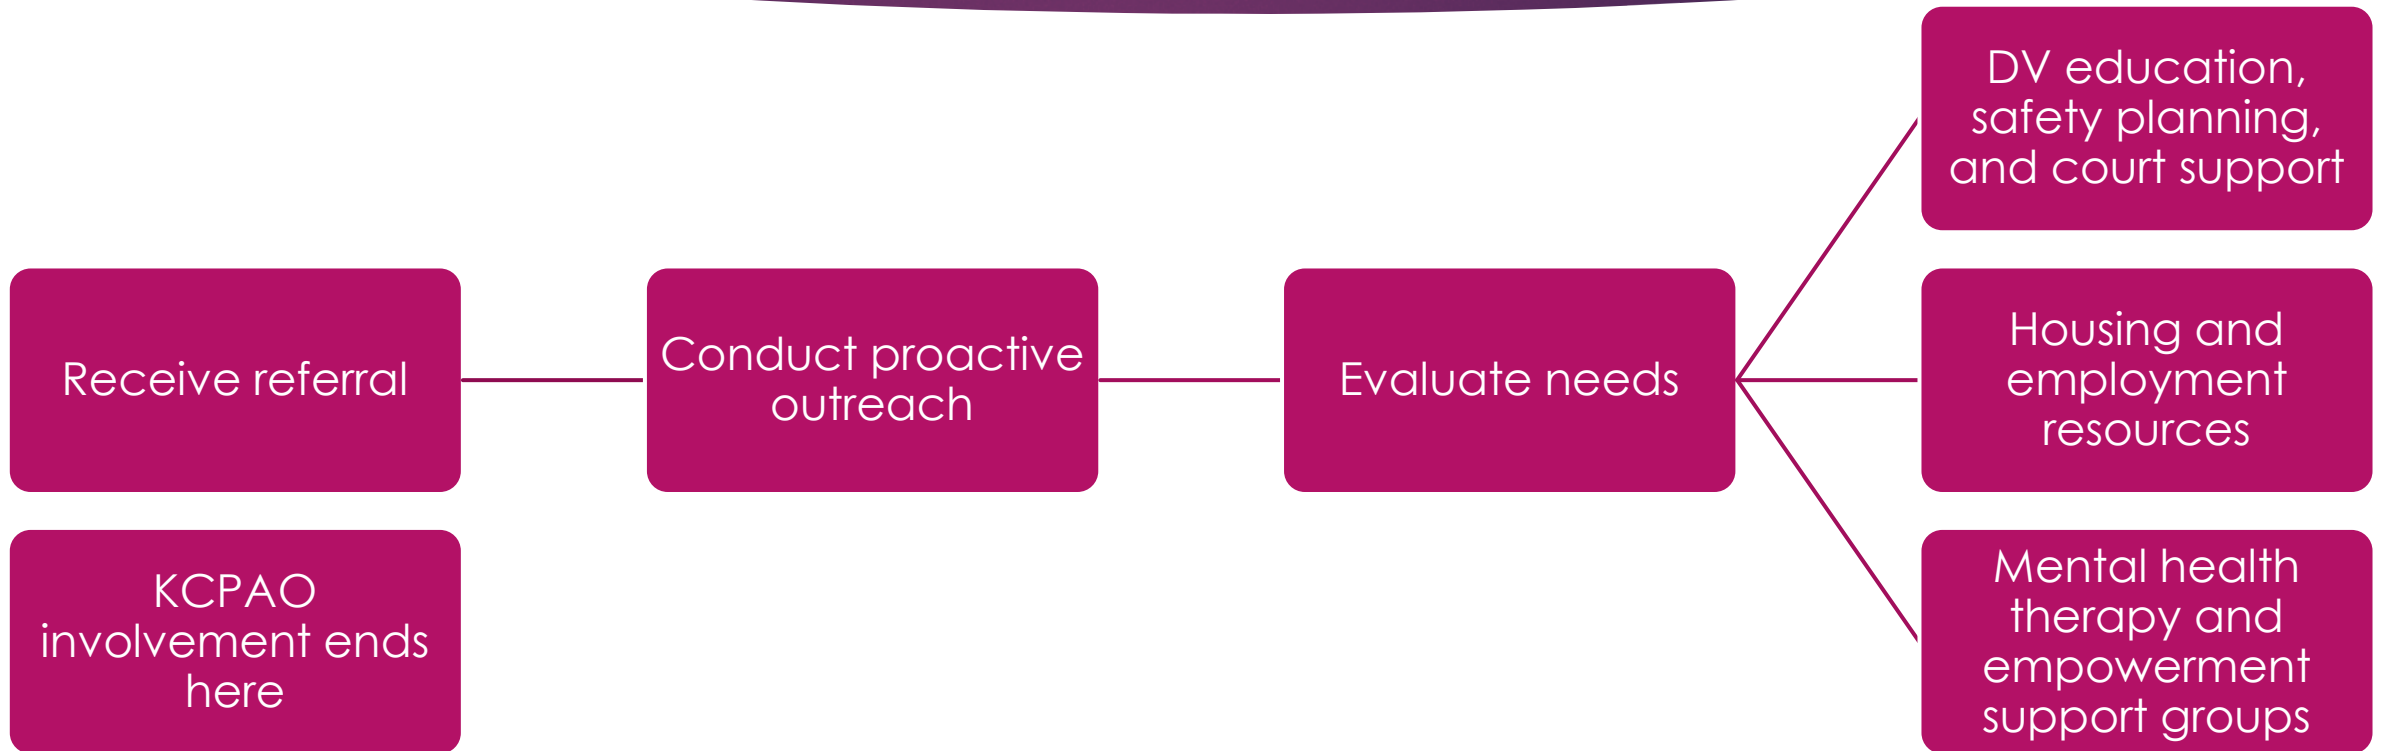 Receive referral
KCPAO
involvement ends
here
Conduct proactive
outreach
Evaluate needs
DV education,
safety planning,
and court support
Housing and
employment
resources
Mental health
therapy and
empowerment
support groups